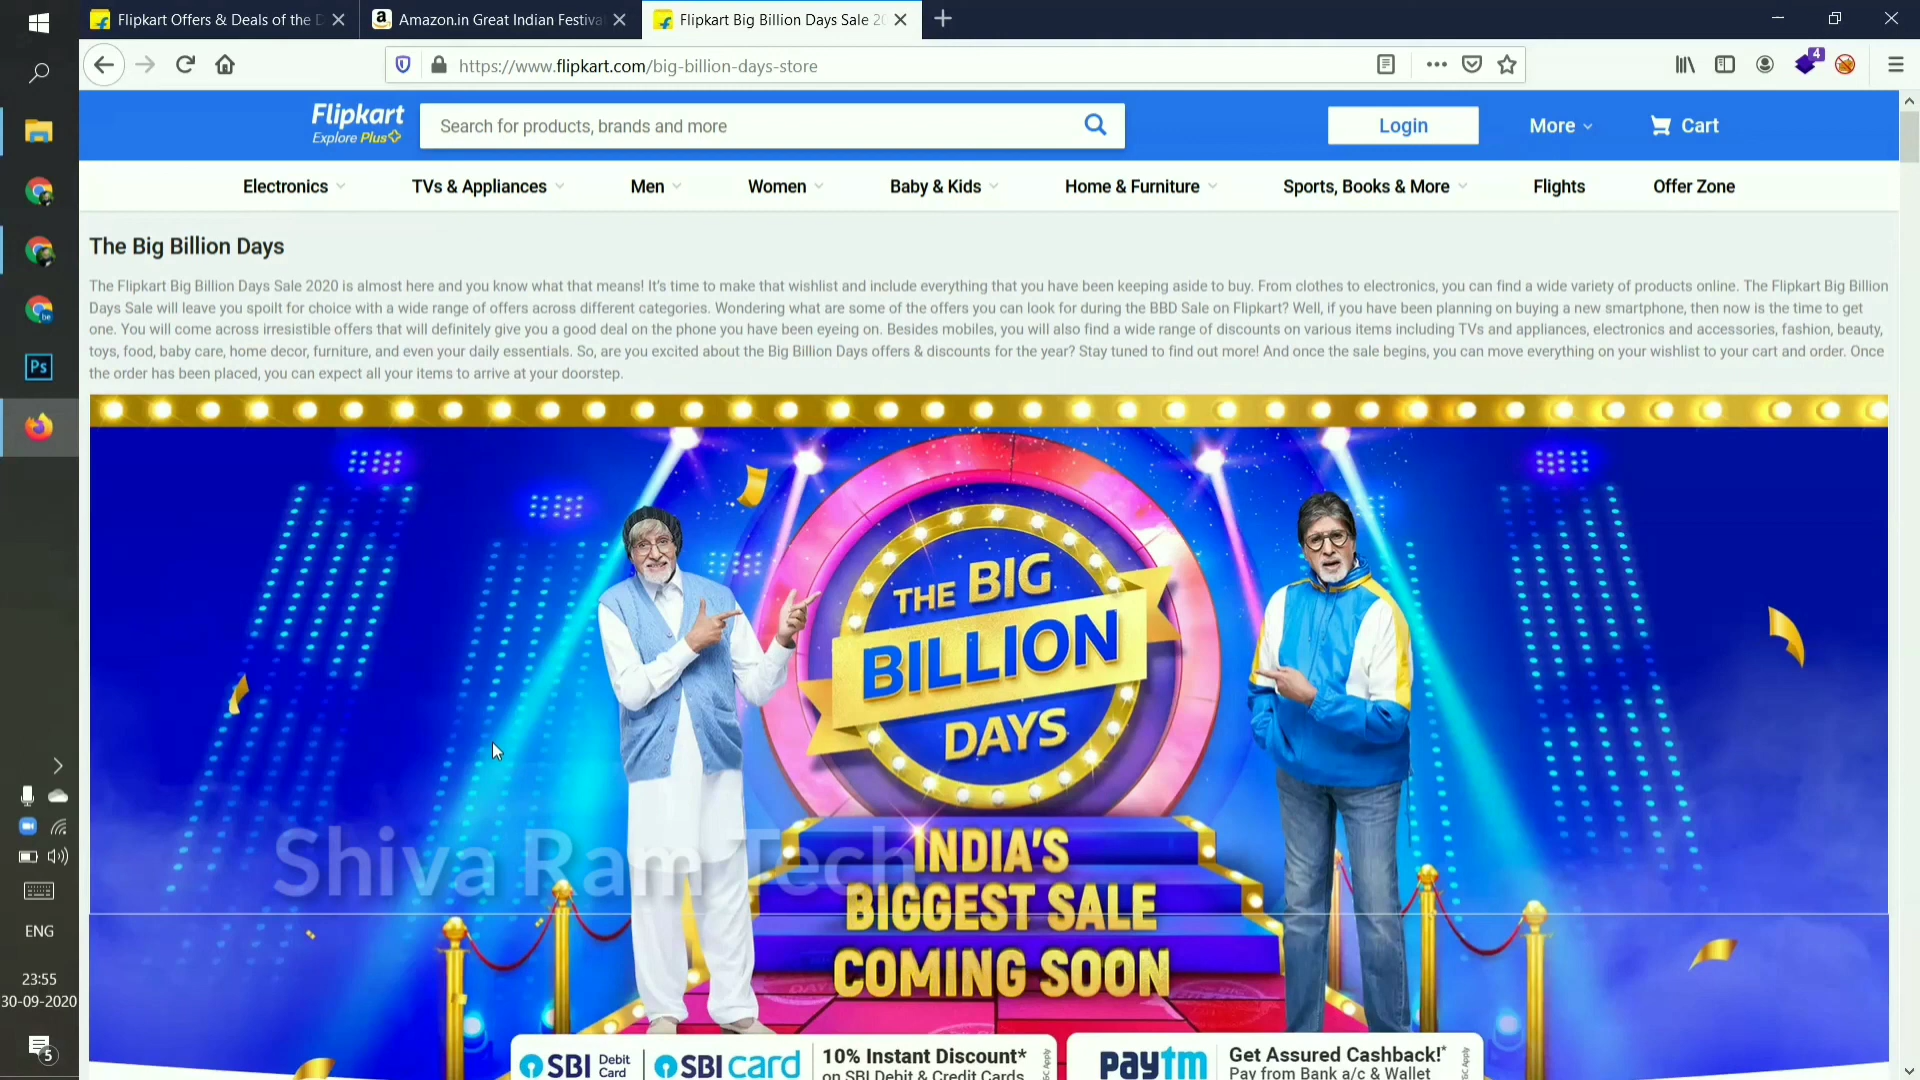 Flipkart Offers & Deals of the D
Amazon.in Great Indian Festiva
Flipkart Big Billion Days Sale 20
https://www.flipkart.com/big-billion-days-store
4
Flipkart
Explore Plus
Search for products, brands and more
Login
More
Cart
Electronics
TVs & Appliances
Men
Women
Baby & Kids
Home & Furniture
Sports, Books & More
Flights
Offer Zone
The Big Billion Days
The Flipkart Big Billion Days Sale 2020 is almost here and you know what that means! It's time to make that wishlist and include everything that you have been keeping aside to buy. From clothes to electronics, you can find a wide variety of products online. The Flipkart Big Billion
Days Sale will leave you spoilt for choice with a wide range of offers across different categories. Wondering what are some of the offers you can look for during the BBD Sale on Flipkart? Well, if you have been planning on buying a new smartphone, then now is the time to get
one. You will come across irresistible offers that will definitely give you a good deal on the phone you have been eyeing on. Besides mobiles, you will also find a wide range of discounts on various items including TVs and appliances, electronics and accessories, fashion, beauty,
toys, food, baby care, home decor, furniture, and even your daily essentials. So, are you excited about the Big Billion Days offers & discounts for the year? Stay tuned to find out more! And once the sale begins, you can move everything on your wishlist to your cart and order. Once
the order has been placed, you can expect all your items to arrive at your doorstep.
THE BIG
BILLION
DAYS
INDIA'S
BIGGEST SALE
COMING SOON
Shiva Ram Tech
SBI Debit Card
SBI card
10% Instant Discount*
on SBI Debit & Credit Cards
paytm
Get Assured Cashback!*
Pay from Bank a/c & Wallet
be
Ps
ENG
23:55
30-09-2020
5